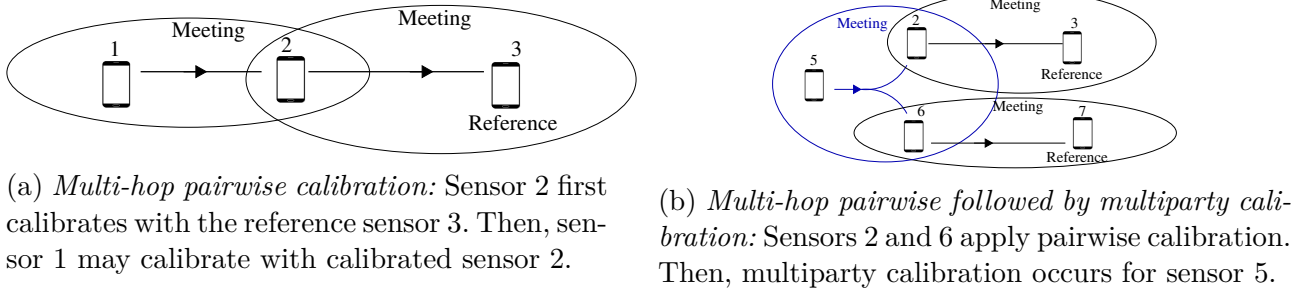 Meeting
Meeting
1
2
3
Reference
(a) Multi-hop pairwise calibration: Sensor 2 first
calibrates with the reference sensor 3. Then, sen-
sor 1 may calibrate with calibrated sensor 2.
Meeting
Meeting
2
3
5
Reference
Meeting
6
7
Reference
(b) Multi-hop pairwise followed by multiparty cali-
bration: Sensors 2 and 6 apply pairwise calibration.
Then, multiparty calibration occurs for sensor 5.